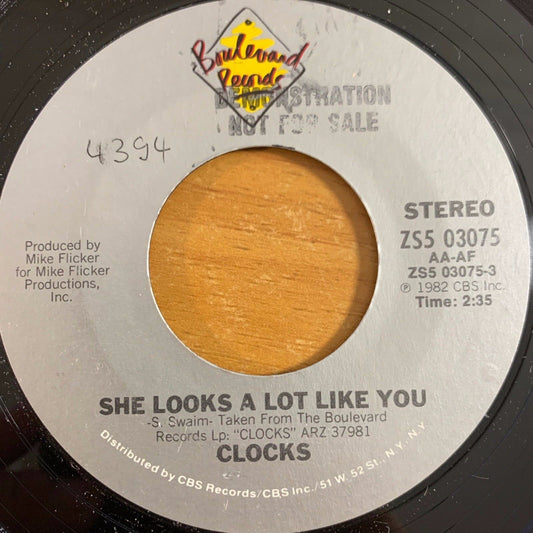 Boulevard
Records
DEMONSTRATION
NOT FOR SALE
4394
STEREO
ZS5 03075
AA-AF
ZS5 03075-3
℗ 1982 CBS Inc.
Time: 2:35
Produced by
Mike Flicker
for Mike Flicker
Productions,
Inc.
SHE LOOKS A LOT LIKE YOU
-S. Swaim- Taken From The Boulevard
Records Lp: "CLOCKS" ARZ 37981
CLOCKS
Distributed by CBS Records/CBS Inc./51 W. 52 St., N.Y., N.Y.